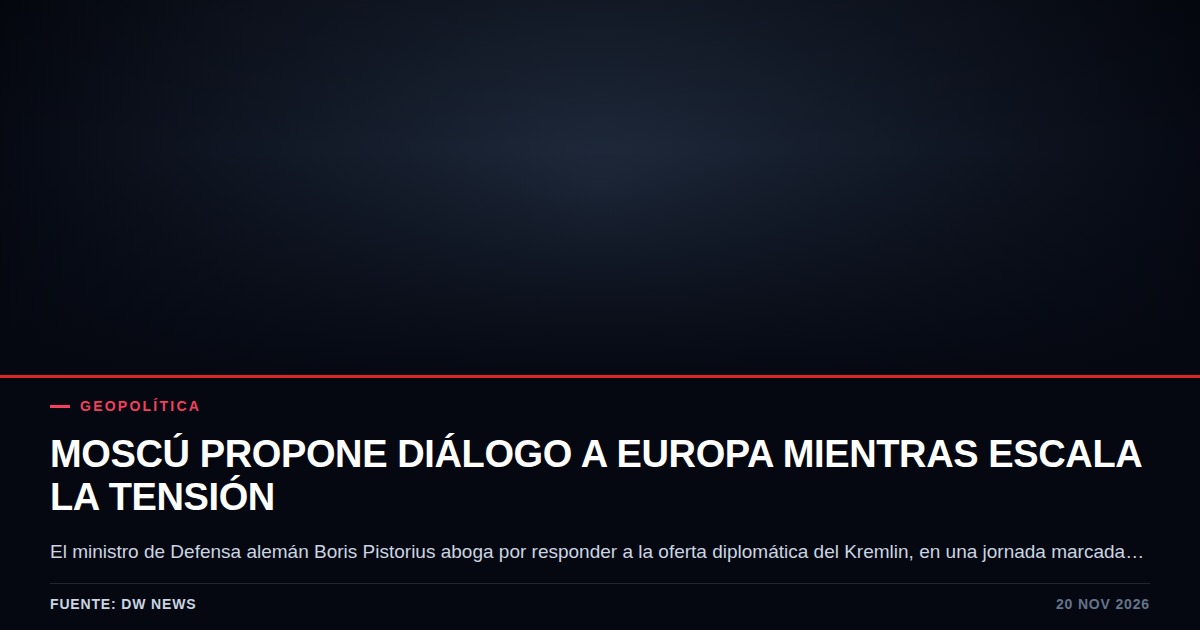 GEOPOLÍTICA
MOSCÚ PROPONE DIÁLOGO A EUROPA MIENTRAS ESCALA
LA TENSIÓN
El ministro de Defensa alemán Boris Pistorius aboga por responder a la oferta diplomática del Kremlin, en una jornada marcada…
FUENTE: DW NEWS
20 NOV 2026